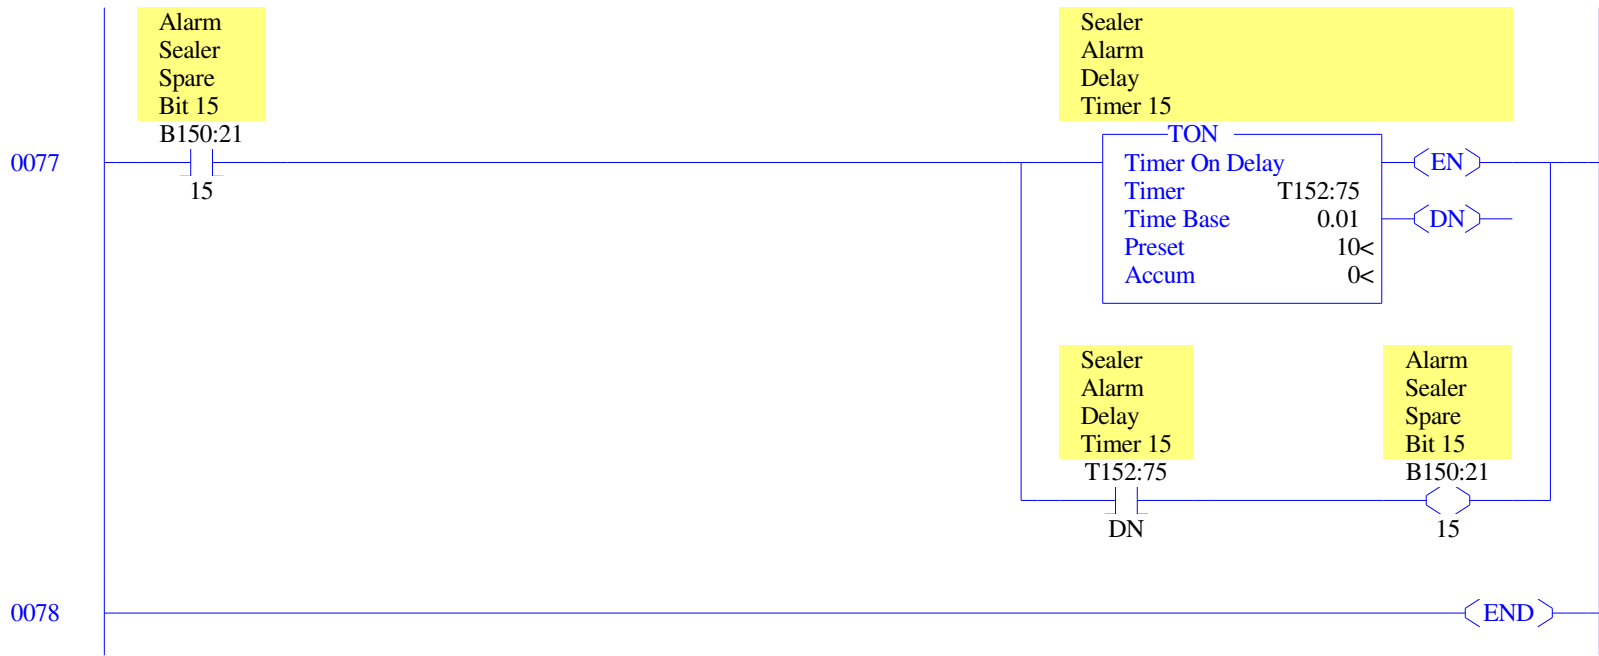 Alarm
Sealer
Spare
Bit 15
B150:21
15
Sealer
Alarm
Delay
Timer 15
0077
TON
Timer On Delay
Timer T152:75
Time Base 0.01
Preset 10<
Accum 0<
EN
DN
Sealer
Alarm
Delay
Timer 15
T152:75
DN
Alarm
Sealer
Spare
Bit 15
B150:21
15
0078
END